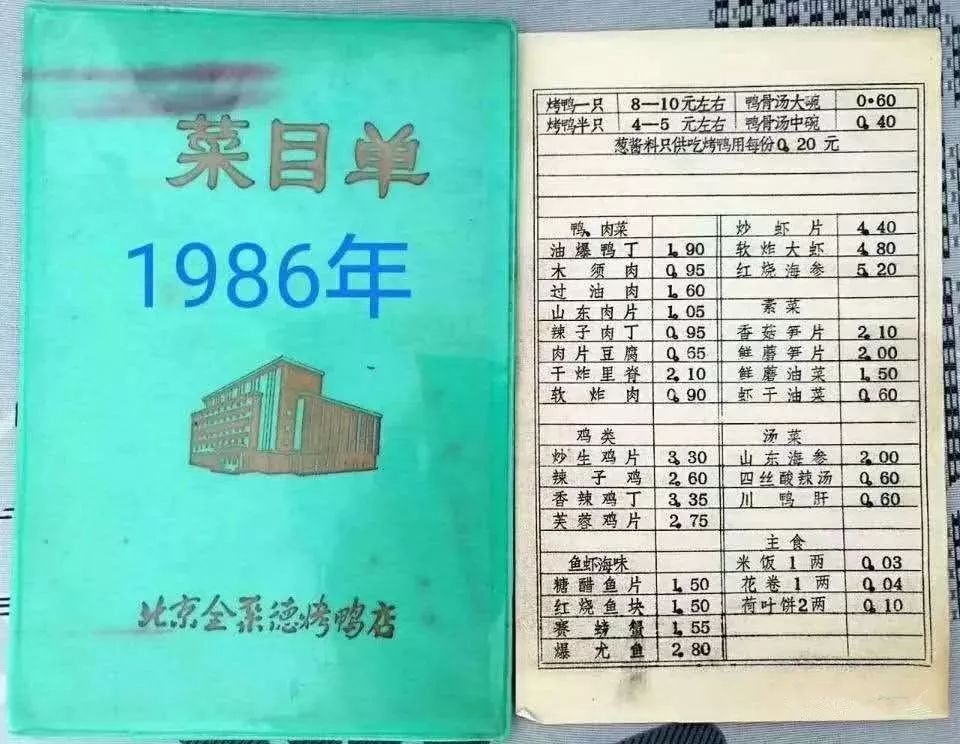 菜目单
1986年
北京全聚德烤鸭店
烤鸭一只 8—10元左右 鸭骨汤大碗 0.60
烤鸭半只 4—5 元左右 鸭骨汤中碗 0.40
葱酱料只供吃烤鸭用每份0.20 元
鸭、肉菜
油爆鸭丁 1.90
木须肉 0.95
过油肉 1.60
山东肉片 1.05
辣子肉丁 0.95
肉片豆腐 0.65
干炸里脊 2.10
软炸肉 0.90
鸡类
炒生鸡片 3.30
辣子鸡 2.60
香辣鸡丁 3.35
芙蓉鸡片 2.75
鱼虾海味
糖醋鱼片 1.50
红烧鱼块 1.50
赛螃蟹 1.55
爆尤鱼 2.80
炒虾片 4.40
软炸大虾 4.80
红烧海参 5.20
素菜
香菇笋片 2.10
鲜蘑笋片 2.00
鲜蘑油菜 1.50
虾干油菜 0.60
汤菜
山东海参 2.00
四丝酸辣汤 0.60
川鸭肝 0.60
主食
米饭1两 0.03
花卷1两 0.04
荷叶饼2两 0.10